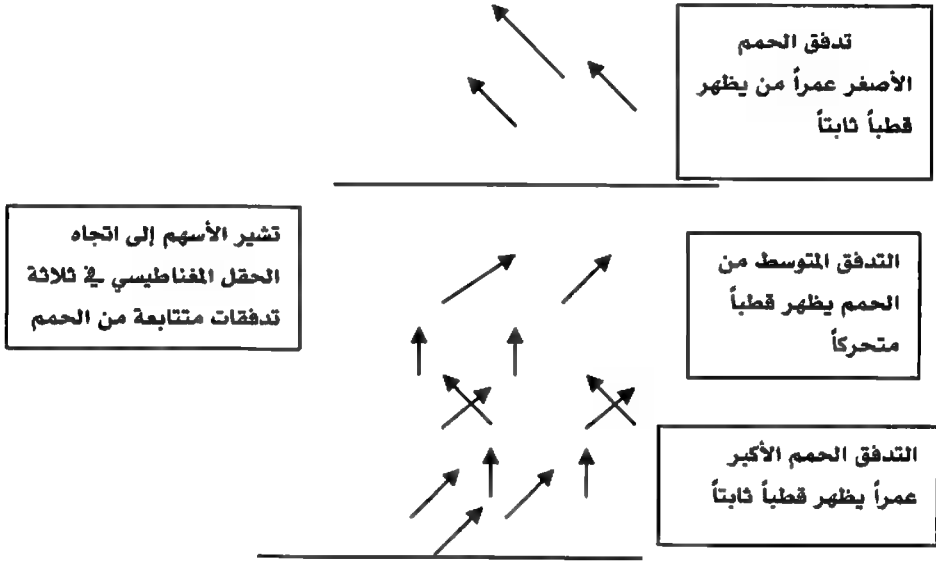 تدفق الحمم
الأصغر عمراً من يظهر
قطباً ثابتاً
تشير الأسهم إلى اتجاه
الحقل المغناطيسي في ثلاثة
تدفقات متتابعة من الحمم
التدفق المتوسط من
الحمم يظهر قطباً
متحركاً
التدفق الحمم الأكبر
عمراً يظهر قطباً ثابتاً